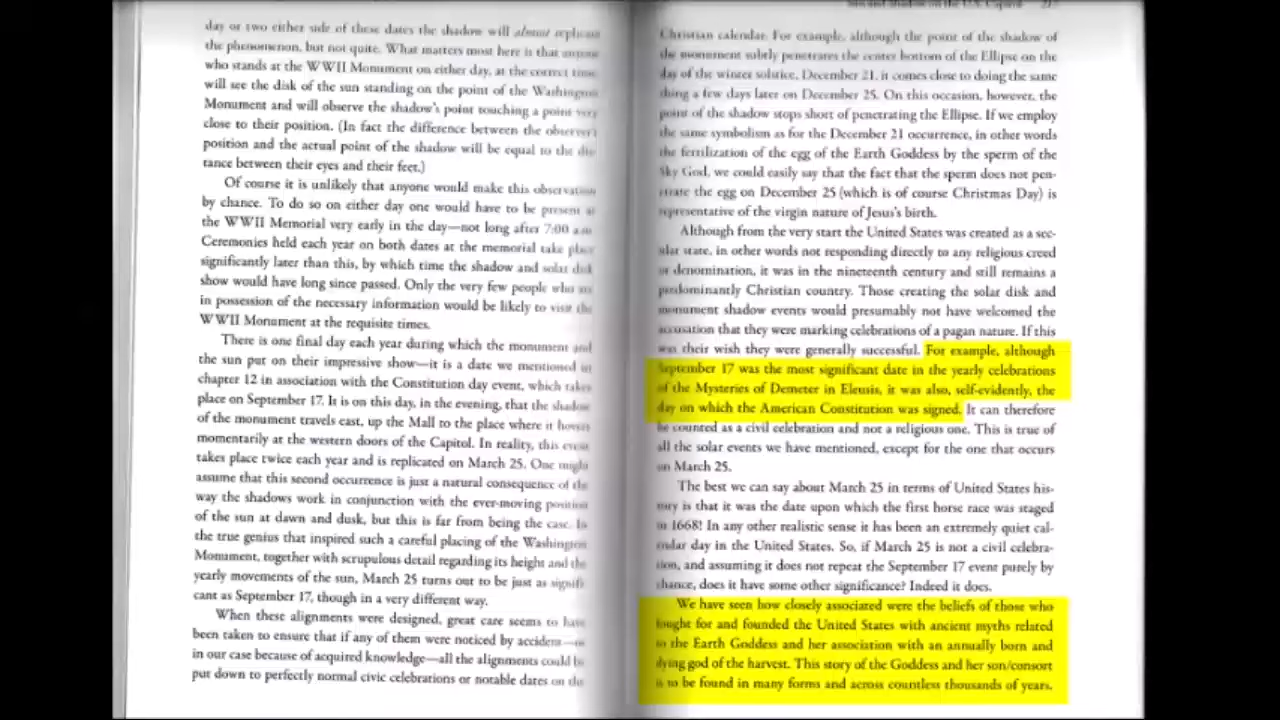 day or two either side of these dates the shadow will almost replicate
the phenomenon, but not quite. What matters most here is that anyone
who stands at the WWII Monument on either day, at the correct time
will see the disk of the sun standing on the point of the Washington
Monument and will observe the shadow's point touching a point very
close to their position. (In fact the difference between the observer's
position and the actual point of the shadow will be equal to the dis-
tance between their eyes and their feet.)
Of course it is unlikely that anyone would make this observation
by chance. To do so on either day one would have to be present at
the WWII Memorial very early in the day—not long after 7:00 a.m.
Ceremonies held each year on both dates at the memorial take place
significantly later than this, by which time the shadow and solar disk
show would have long since passed. Only the very few people who are
in possession of the necessary information would be likely to visit the
WWII Monument at the requisite times.
There is one final day each year during which the monument and
the sun put on their impressive show—it is a date we mentioned in
chapter 12 in association with the Constitution day event, which takes
place on September 17. It is on this day, in the evening, that the shadow
of the monument travels east, up the Mall to the place where it hovers
momentarily at the western doors of the Capitol. In reality, this event
takes place twice each year and is replicated on March 25. One might
assume that this second occurrence is just a natural consequence of the
way the shadows work in conjunction with the ever-moving position
of the sun at dawn and dusk, but this is far from being the case. In
the true genius that inspired such a careful placing of the Washington
Monument, together with scrupulous detail regarding its height and the
yearly movements of the sun, March 25 turns out to be just as signifi-
cant as September 17, though in a very different way.
When these alignments were designed, great care seems to have
been taken to ensure that if any of them were noticed by accident—or
in our case because of acquired knowledge—all the alignments could be
put down to perfectly normal civic celebrations or notable dates on the
Sun and Shadow on the U.S. Capitol 217
Christian calendar. For example, although the point of the shadow of
the monument subtly penetrates the center bottom of the Ellipse on the
day of the winter solstice, December 21, it comes close to doing the same
thing a few days later on December 25. On this occasion, however, the
point of the shadow stops short of penetrating the Ellipse. If we employ
the same symbolism as for the December 21 occurrence, in other words
the fertilization of the egg of the Earth Goddess by the sperm of the
Sky God, we could easily say that the fact that the sperm does not pen-
etrate the egg on December 25 (which is of course Christmas Day) is
representative of the virgin nature of Jesus's birth.
Although from the very start the United States was created as a sec-
ular state, in other words not responding directly to any religious creed
or denomination, it was in the nineteenth century and still remains a
predominantly Christian country. Those creating the solar disk and
monument shadow events would presumably not have welcomed the
accusation that they were marking celebrations of a pagan nature. If this
was their wish they were generally successful. For example, although
September 17 was the most significant date in the yearly celebrations
of the Mysteries of Demeter in Eleusis, it was also, self-evidently, the
day on which the American Constitution was signed. It can therefore
be counted as a civil celebration and not a religious one. This is true of
all the solar events we have mentioned, except for the one that occurs
on March 25.
The best we can say about March 25 in terms of United States his-
tory is that it was the date upon which the first horse race was staged
in 1668! In any other realistic sense it has been an extremely quiet cal-
endar day in the United States. So, if March 25 is not a civil celebra-
tion, and assuming it does not repeat the September 17 event purely by
chance, does it have some other significance? Indeed it does.
We have seen how closely associated were the beliefs of those who
fought for and founded the United States with ancient myths related
to the Earth Goddess and her association with an annually born and
dying god of the harvest. This story of the Goddess and her son/consort
is to be found in many forms and across countless thousands of years.